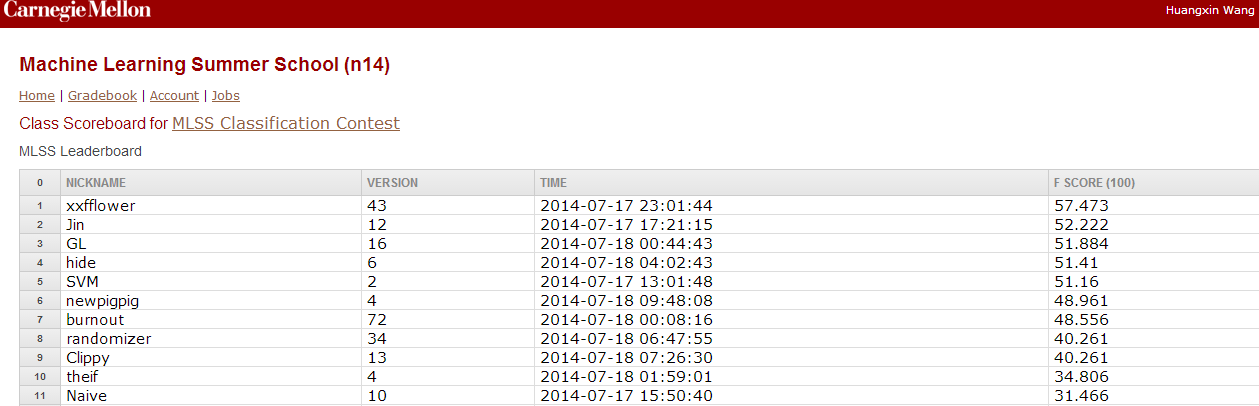 Carnegie Mellon
Huangxin Wang
Machine Learning Summer School (n14)
Home | Gradebook | Account | Jobs
Class Scoreboard for MLSS Classification Contest
MLSS Leaderboard
0 NICKNAME VERSION TIME F SCORE (100)
1 xxfflower 43 2014-07-17 23:01:44 57.473
2 Jin 12 2014-07-17 17:21:15 52.222
3 GL 16 2014-07-18 00:44:43 51.884
4 hide 6 2014-07-18 04:02:43 51.41
5 SVM 2 2014-07-17 13:01:48 51.16
6 newpigpig 4 2014-07-18 09:48:08 48.961
7 burnout 72 2014-07-18 00:08:16 48.556
8 randomizer 34 2014-07-18 06:47:55 40.261
9 Clippy 13 2014-07-18 07:26:30 40.261
10 theif 4 2014-07-18 01:59:01 34.806
11 Naive 10 2014-07-17 15:50:40 31.466